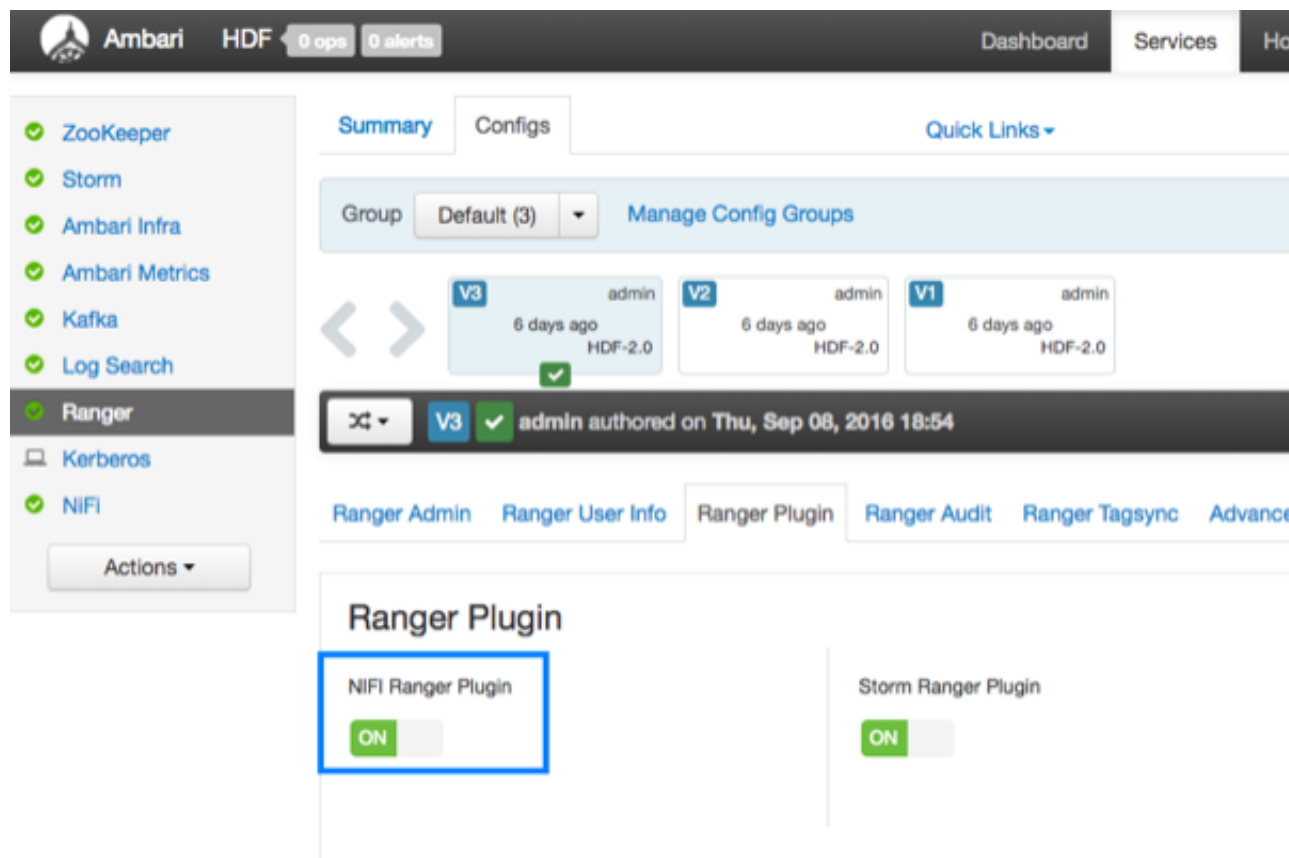 Ambari HDF 0 ops 0 alerts Dashboard Services Ho
ZooKeeper
Storm
Ambari Infra
Ambari Metrics
Kafka
Log Search
Ranger
Kerberos
NiFi
Actions
Summary Configs Quick Links
Group Default (3) Manage Config Groups
V3 admin
6 days ago
HDF-2.0
V2 admin
6 days ago
HDF-2.0
V1 admin
6 days ago
HDF-2.0
V3 admin authored on Thu, Sep 08, 2016 18:54
Ranger Admin Ranger User Info Ranger Plugin Ranger Audit Ranger Tagsync Advance
Ranger Plugin
NIFI Ranger Plugin
ON
Storm Ranger Plugin
ON